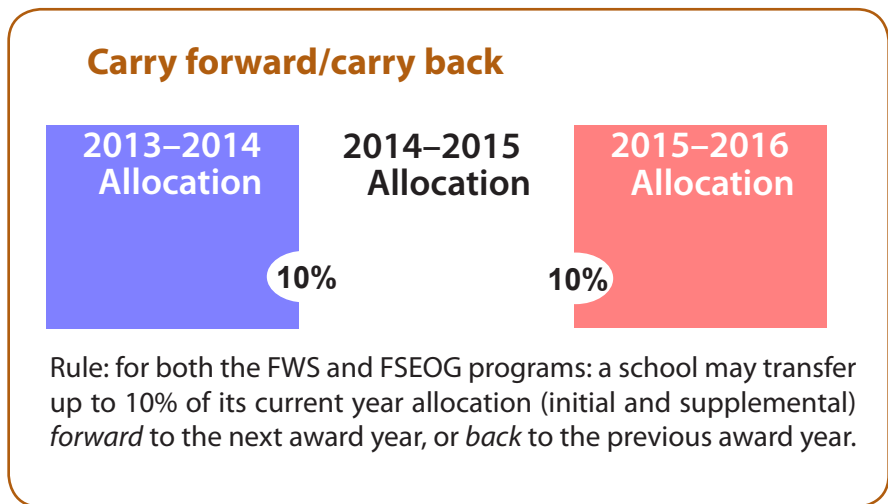 Carry forward/carry back
2013–2014
Allocation
2014–2015
Allocation
2015–2016
Allocation
10%
10%
Rule: for both the FWS and FSEOG programs: a school may transfer
up to 10% of its current year allocation (initial and supplemental)
forward to the next award year, or back to the previous award year.